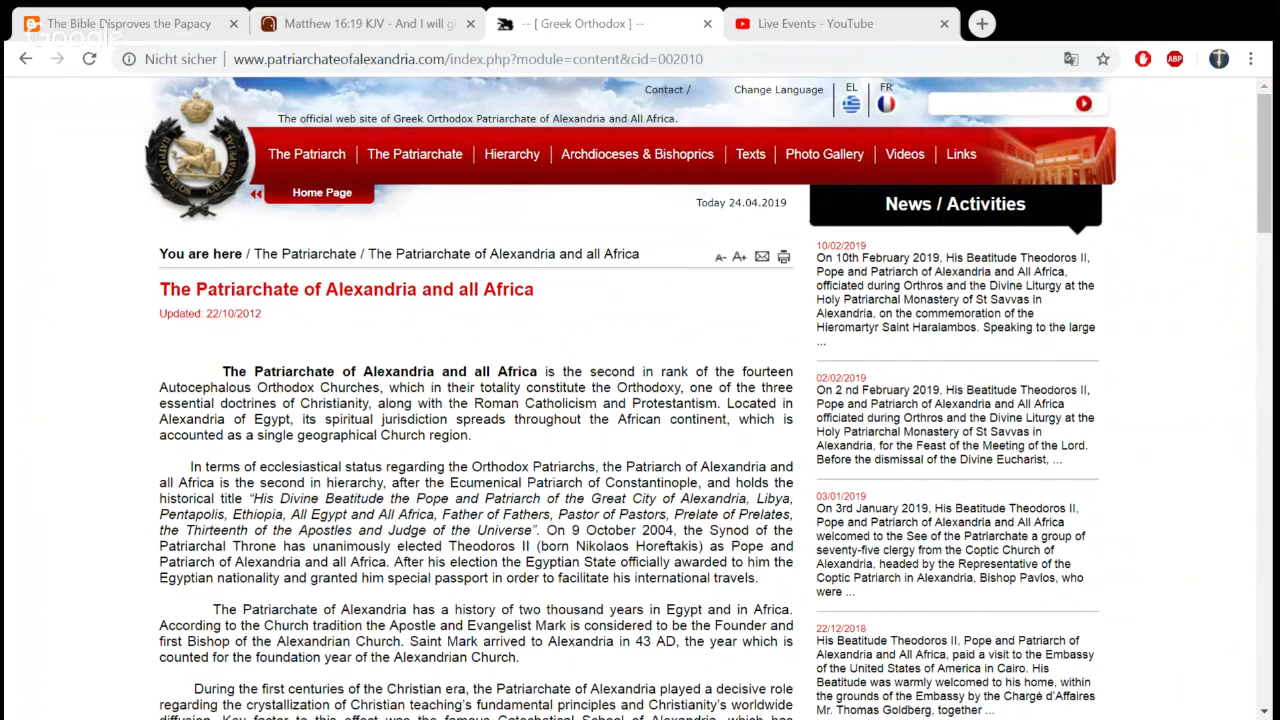 The Bible Disproves the Papacy
Matthew 16:19 KJV - And I will gi
-- [ Greek Orthodox ] --
Live Events - YouTube
Google
Nicht sicher
www.patriarchateofalexandria.com/index.php?module=content&cid=002010
ABP
Contact /
Change Language
EL
FR
The official web site of Greek Orthodox Patriarchate of Alexandria and All Africa.
The Patriarch
The Patriarchate
Hierarchy
Archdioceses & Bishoprics
Texts
Photo Gallery
Videos
Links
Home Page
Today 24.04.2019
You are here / The Patriarchate / The Patriarchate of Alexandria and all Africa
A- A+
The Patriarchate of Alexandria and all Africa
Updated: 22/10/2012
The Patriarchate of Alexandria and all Africa is the second in rank of the fourteen
Autocephalous Orthodox Churches, which in their totality constitute the Orthodoxy, one of the three
essential doctrines of Christianity, along with the Roman Catholicism and Protestantism. Located in
Alexandria of Egypt, its spiritual jurisdiction spreads throughout the African continent, which is
accounted as a single geographical Church region.
In terms of ecclesiastical status regarding the Orthodox Patriarchs, the Patriarch of Alexandria and
all Africa is the second in hierarchy, after the Ecumenical Patriarch of Constantinople, and holds the
historical title “His Divine Beatitude the Pope and Patriarch of the Great City of Alexandria, Libya,
Pentapolis, Ethiopia, All Egypt and All Africa, Father of Fathers, Pastor of Pastors, Prelate of Prelates,
the Thirteenth of the Apostles and Judge of the Universe”. On 9 October 2004, the Synod of the
Patriarchal Throne has unanimously elected Theodoros II (born Nikolaos Horeftakis) as Pope and
Patriarch of Alexandria and all Africa. After his election the Egyptian State officially awarded to him the
Egyptian nationality and granted him special passport in order to facilitate his international travels.
The Patriarchate of Alexandria has a history of two thousand years in Egypt and in Africa.
According to the Church tradition the Apostle and Evangelist Mark is considered to be the Founder and
first Bishop of the Alexandrian Church. Saint Mark arrived to Alexandria in 43 AD, the year which is
counted for the foundation year of the Alexandrian Church.
During the first centuries of the Christian era, the Patriarchate of Alexandria played a decisive role
regarding the crystallization of Christian teaching’s fundamental principles and Christianity’s worldwide
diffusion. Key factor to this effect was the famous Catechetical School of Alexandria, which has
News / Activities
10/02/2019
On 10th February 2019, His Beatitude Theodoros II,
Pope and Patriarch of Alexandria and All Africa,
officiated during Orthros and the Divine Liturgy at the
Holy Patriarchal Monastery of St Savvas in
Alexandria, on the commemoration of the
Hieromartyr Saint Haralambos. Speaking to the large
...
02/02/2019
On 2 nd February 2019, His Beatitude Theodoros II,
Pope and Patriarch of Alexandria and All Africa
officiated during Orthros and the Divine Liturgy at the
Holy Patriarchal Monastery of St Savvas in
Alexandria, for the Feast of the Meeting of the Lord.
Before the dismissal of the Divine Eucharist, ...
03/01/2019
On 3rd January 2019, His Beatitude Theodoros II,
Pope and Patriarch of Alexandria and All Africa
welcomed to the See of the Patriarchate a group of
seventy-five clergy from the Coptic Church of
Alexandria, headed by the Representative of the
Coptic Patriarch in Alexandria, Bishop Pavlos, who
were ...
22/12/2018
His Beatitude Theodoros II, Pope and Patriarch of
Alexandria and All Africa, paid a visit to the Embassy
of the United States of America in Cairo. His
Beatitude was warmly welcomed to his home, within
the grounds of the Embassy by the Chargé d’Affaires
Mr. Thomas Goldberg, together ...